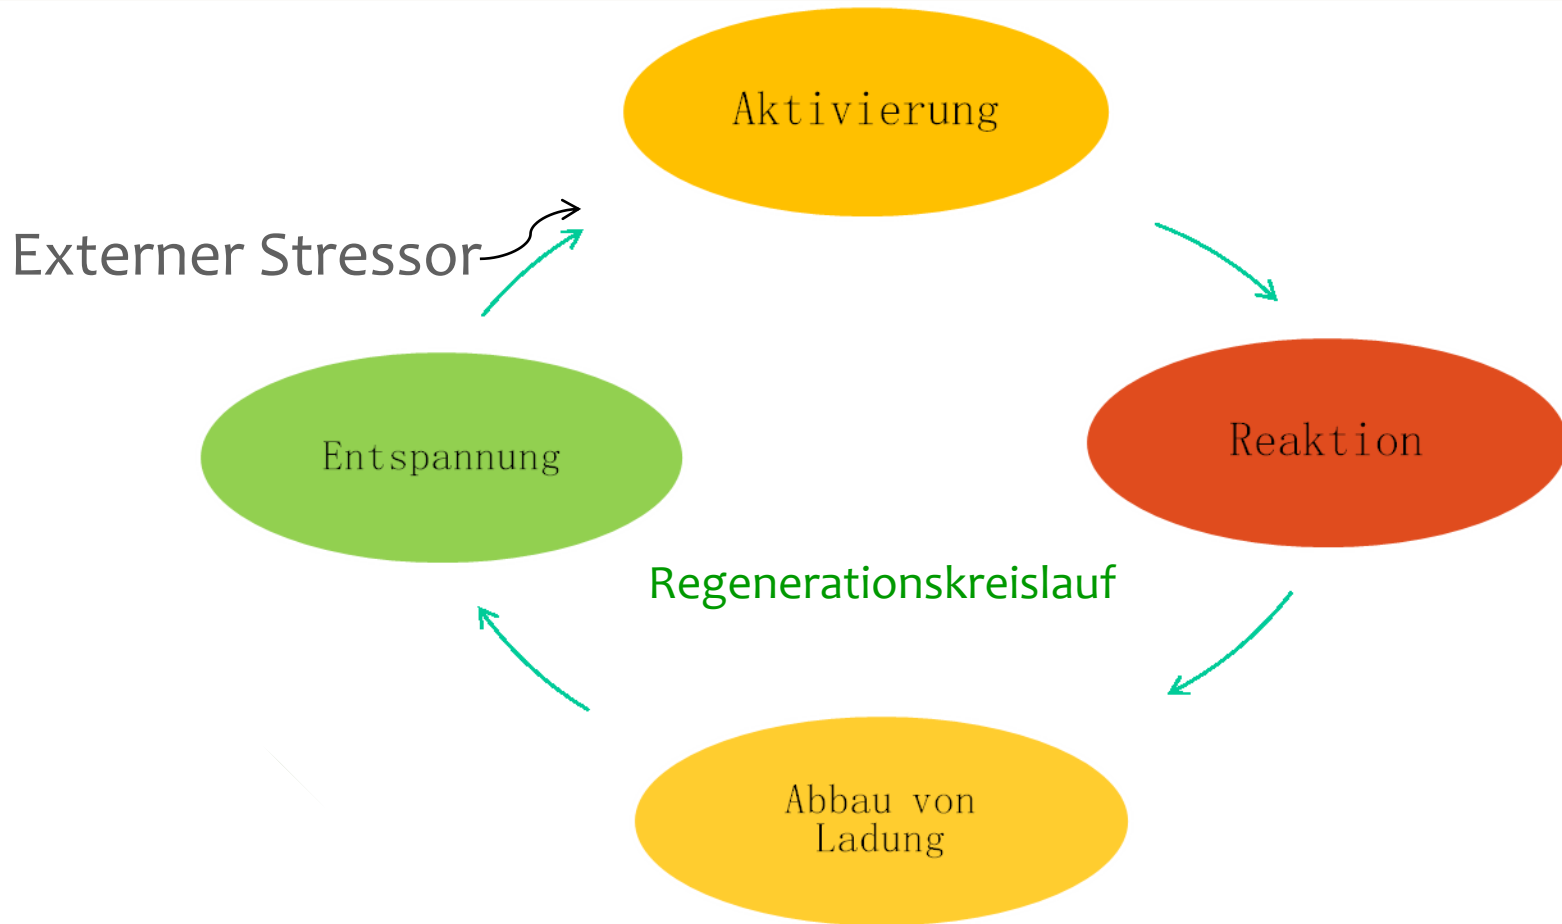 Aktivierung
Externer Stressor
Entspannung
Reaktion
Regenerationskreislauf
Abbau von
Ladung